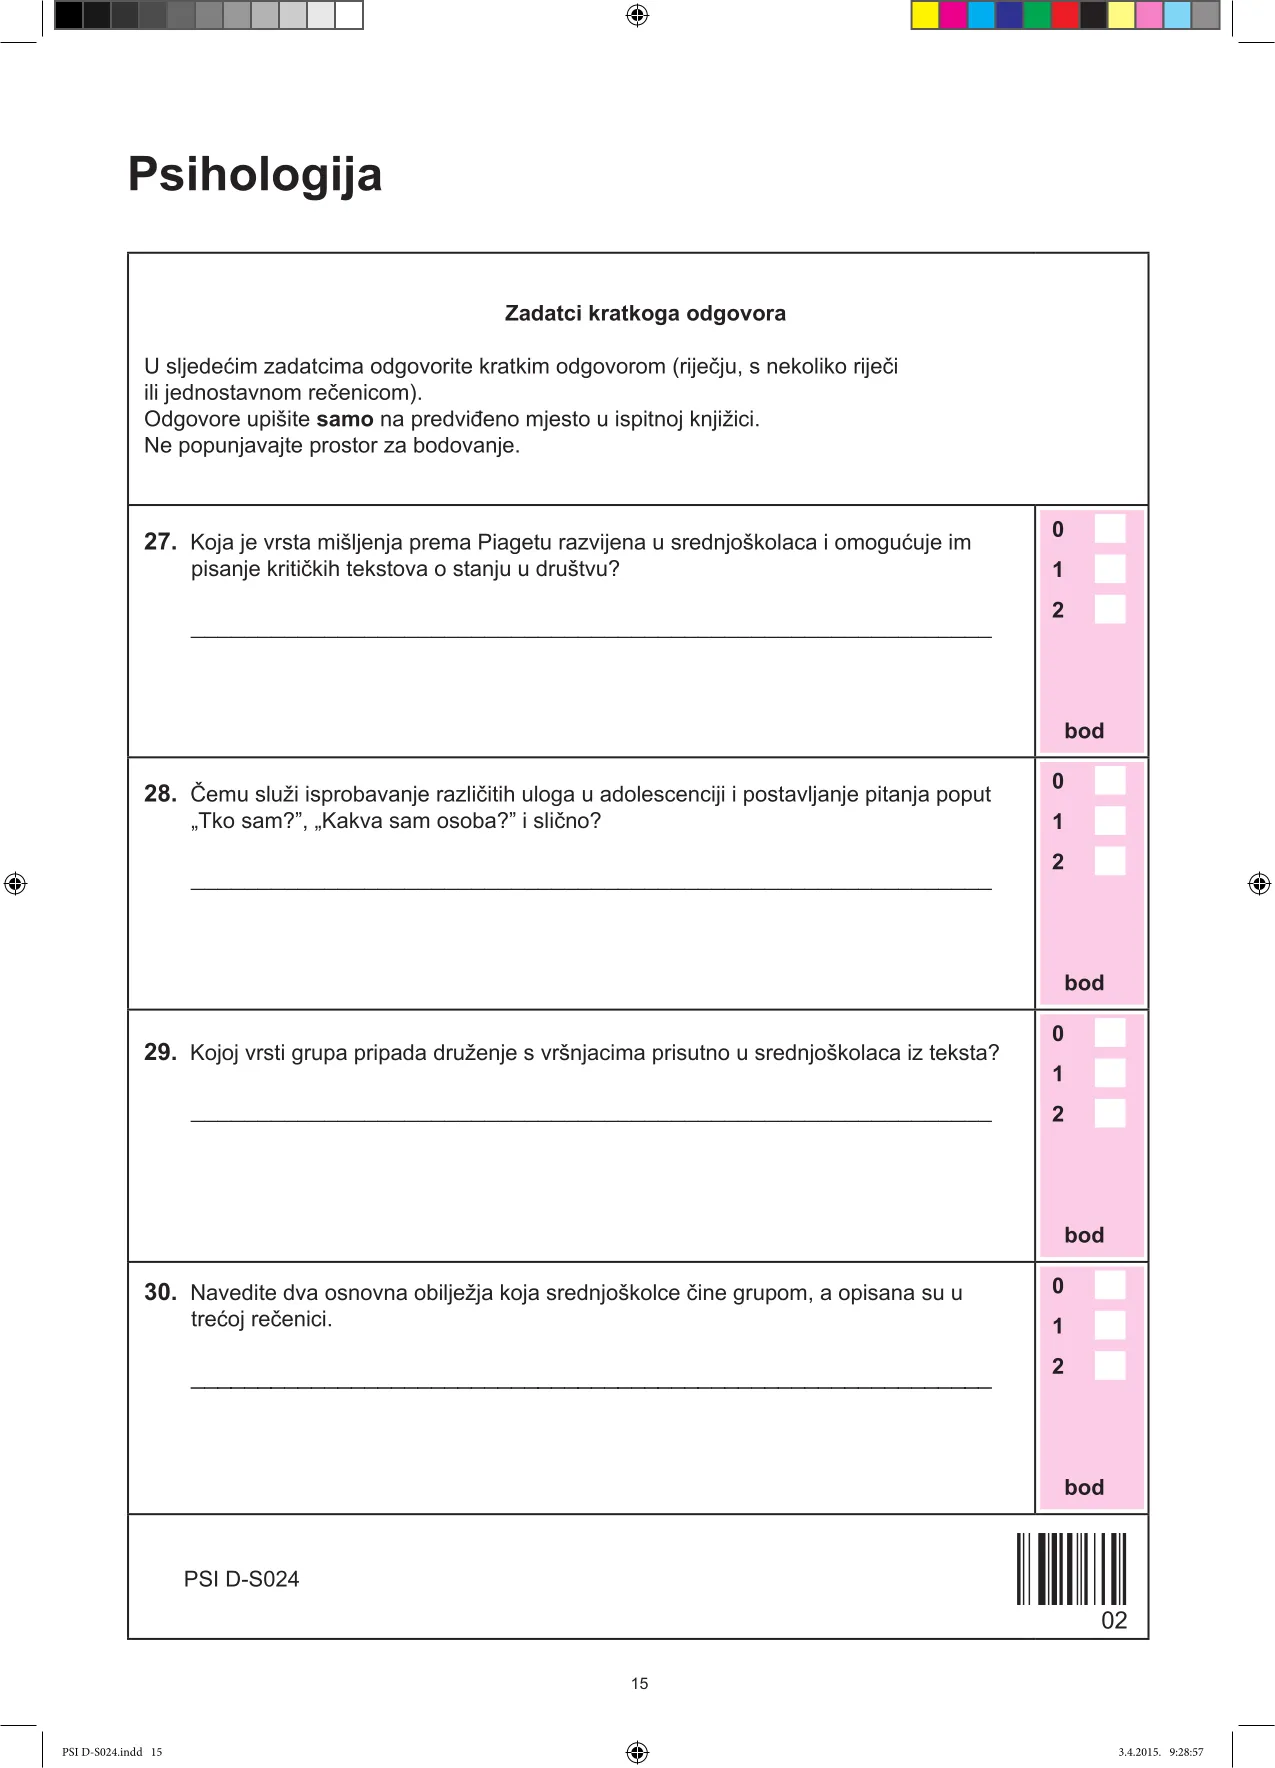 Psihologija
Zadatci kratkoga odgovora
U sljedećim zadatcima odgovorite kratkim odgovorom (riječju, s nekoliko riječi
ili jednostavnom rečenicom).
Odgovore upišite samo na predviđeno mjesto u ispitnoj knjižici.
Ne popunjavajte prostor za bodovanje.
27. Koja je vrsta mišljenja prema Piagetu razvijena u srednjoškolaca i omogućuje im
pisanje kritičkih tekstova o stanju u društvu?
0
1
2
bod
28. Čemu služi isprobavanje različitih uloga u adolescenciji i postavljanje pitanja poput
„Tko sam?”, „Kakva sam osoba?” i slično?
0
1
2
bod
29. Kojoj vrsti grupa pripada druženje s vršnjacima prisutno u srednjoškolaca iz teksta?
0
1
2
bod
30. Navedite dva osnovna obilježja koja srednjoškolce čine grupom, a opisana su u
trećoj rečenici.
0
1
2
bod
PSI D-S024
02
15
PSI D-S024.indd 15
3.4.2015. 9:28:57